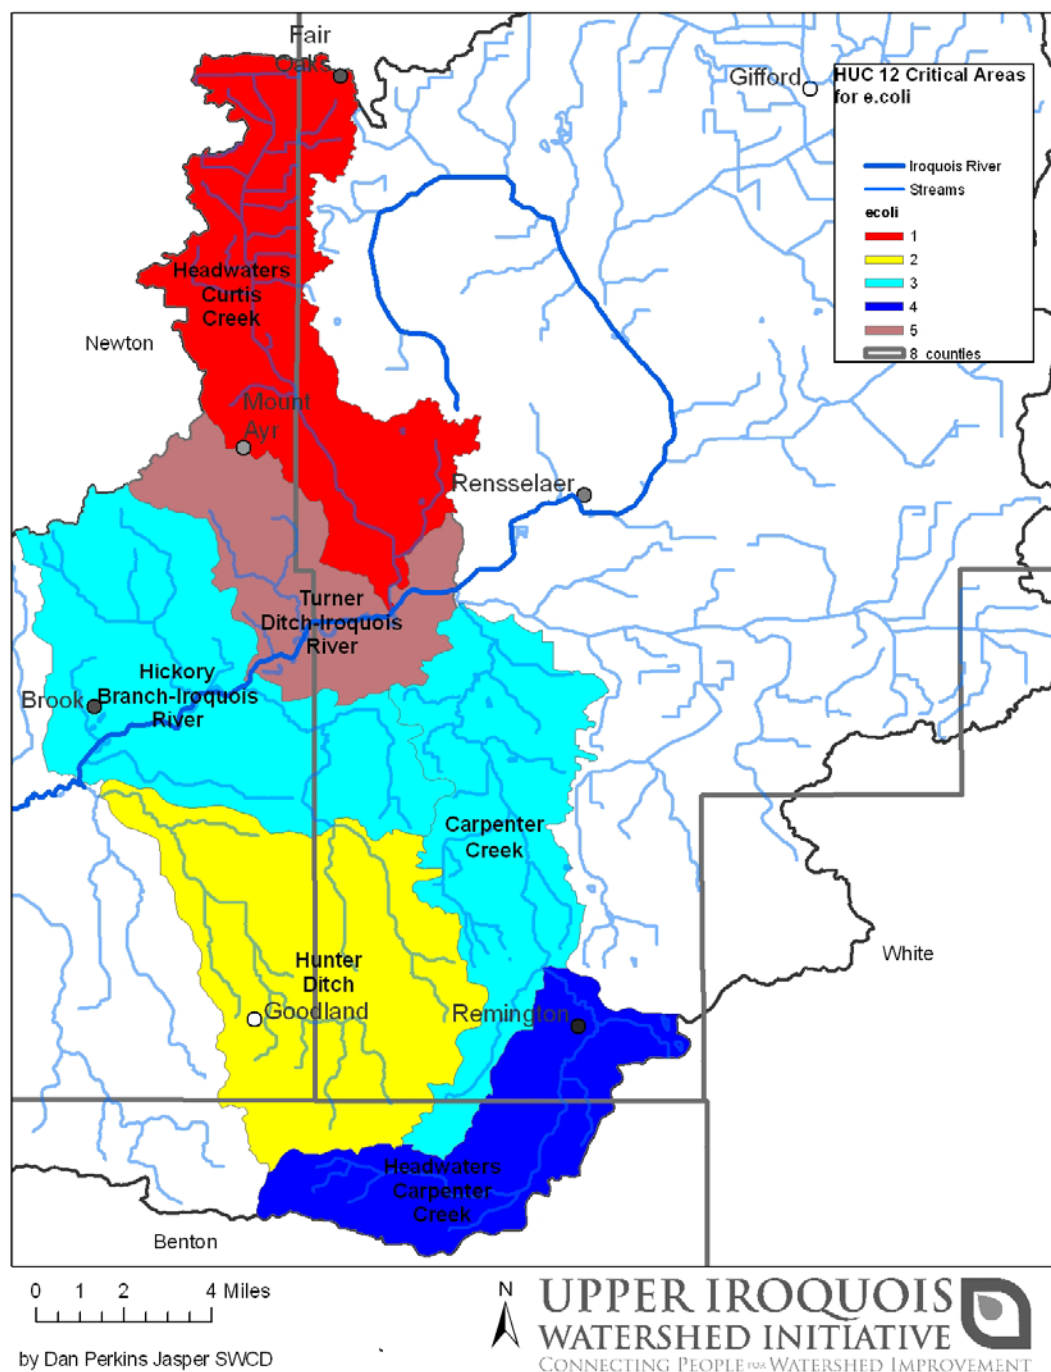 Fair
Oaks
Gifford
HUC 12 Critical Areas
for e.coli
Iroquois River
Streams
ecoli
1
2
3
4
5
8 counties
Headwaters
Curtis
Creek
Newton
Mount
Ayr
Rensselaer
Turner
Ditch-Iroquois
River
Hickory
Branch-Iroquois
River
Brook
Carpenter
Creek
White
Hunter
Ditch
Goodland
Remington
Headwaters
Carpenter
Creek
Benton
0 1 2 4 Miles
N
by Dan Perkins Jasper SWCD
UPPER IROQUOIS
WATERSHED INITIATIVE
CONNECTING PEOPLE FOR WATERSHED IMPROVEMENT